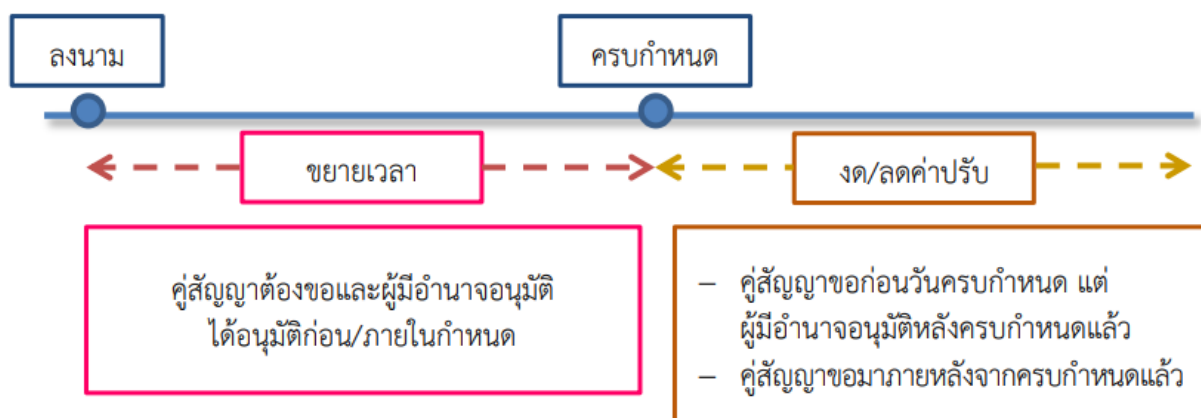 ลงนาม
ครบกำหนด
ขยายเวลา
งด/ลดค่าปรับ
คู่สัญญาต้องขอและผู้มีอำนาจอนุมัติ
ได้อนุมัติก่อน/ภายในกำหนด
– คู่สัญญาขอก่อนวันครบกำหนด แต่
ผู้มีอำนาจอนุมัติหลังครบกำหนดแล้ว
– คู่สัญญาขอมาภายหลังจากครบกำหนดแล้ว